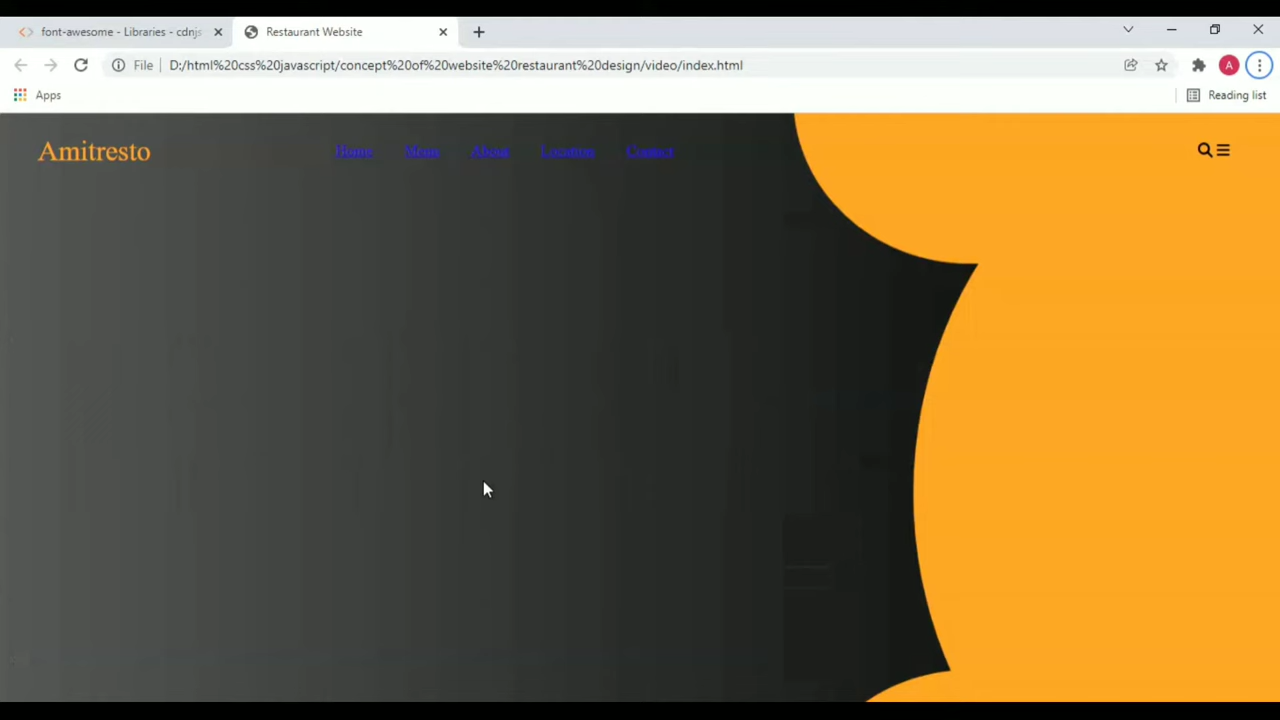 font-awesome - Libraries - cdnjs
Restaurant Website
File
D:/html%20css%20javascript/concept%20of%20website%20restaurant%20design/video/index.html
A
Apps
Reading list
Amitresto
Home Menu About Location Contact